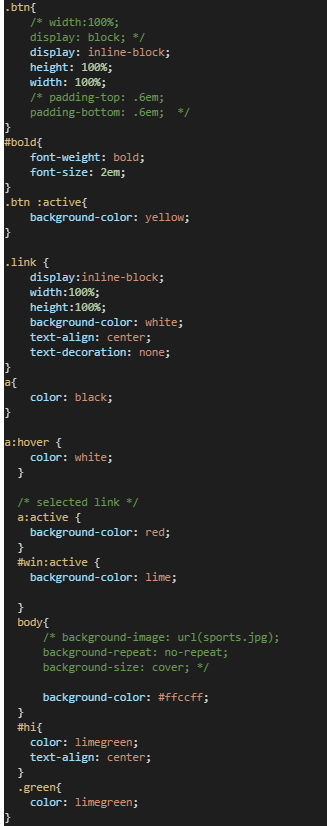 .btn{
/* width:100%;
display: block; */
display: inline-block;
height: 100%;
width: 100%;
/* padding-top: .6em;
padding-bottom: .6em;  */
}
#bold{
font-weight: bold;
font-size: 2em;
}
.btn :active{
background-color: yellow;
}
.link {
display:inline-block;
width:100%;
height:100%;
background-color: white;
text-align: center;
text-decoration: none;
}
a{
color: black;
}
a:hover {
color: white;
}
/* selected link */
a:active {
background-color: red;
}
#win:active {
background-color: lime;
}
body{
/* background-image: url(sports.jpg);
background-repeat: no-repeat;
background-size: cover; */
background-color: #ffccff;
}
#hi{
color: limegreen;
text-align: center;
}
.green{
color: limegreen;
}